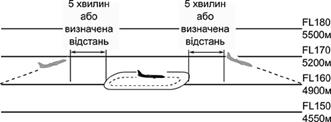 5 хвилин
або
визначена
відстань
5 хвилин
або
визначена
відстань
FL180
5500м
FL170
5200м
FL160
4900м
FL150
4550м